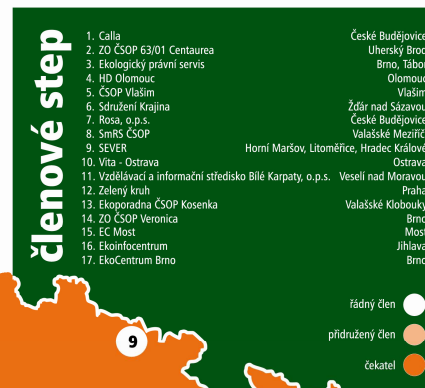 členové step
1. Calla České Budějovice
2. ZO ČSOP 63/01 Centaurea Uherský Brod
3. Ekologický právní servis Brno, Tábor
4. HD Olomouc Olomouc
5. ČSOP Vlašim Vlašim
6. Sdružení Krajina Žďár nad Sázavou
7. Rosa, o.p.s. České Budějovice
8. SmRS ČSOP Valašské Meziříč
9. SEVER Horní Maršov, Litoměřice, Hradec Králové
10. Vita - Ostrava Ostrava
11. Vzdělávací a informační středisko Bílé Karpaty, o.p.s. Veselí nad Moravou
12. Zelený kruh Praha
13. Ekoporadna ČSOP Kosenka Valašské Klobouky
14. ZO ČSOP Veronica Brno
15. EC Most Most
16. Ekoinfocentrum Jihlava
17. EkoCentrum Brno Brno
řádný člen
přidružený člen
čekatel
9